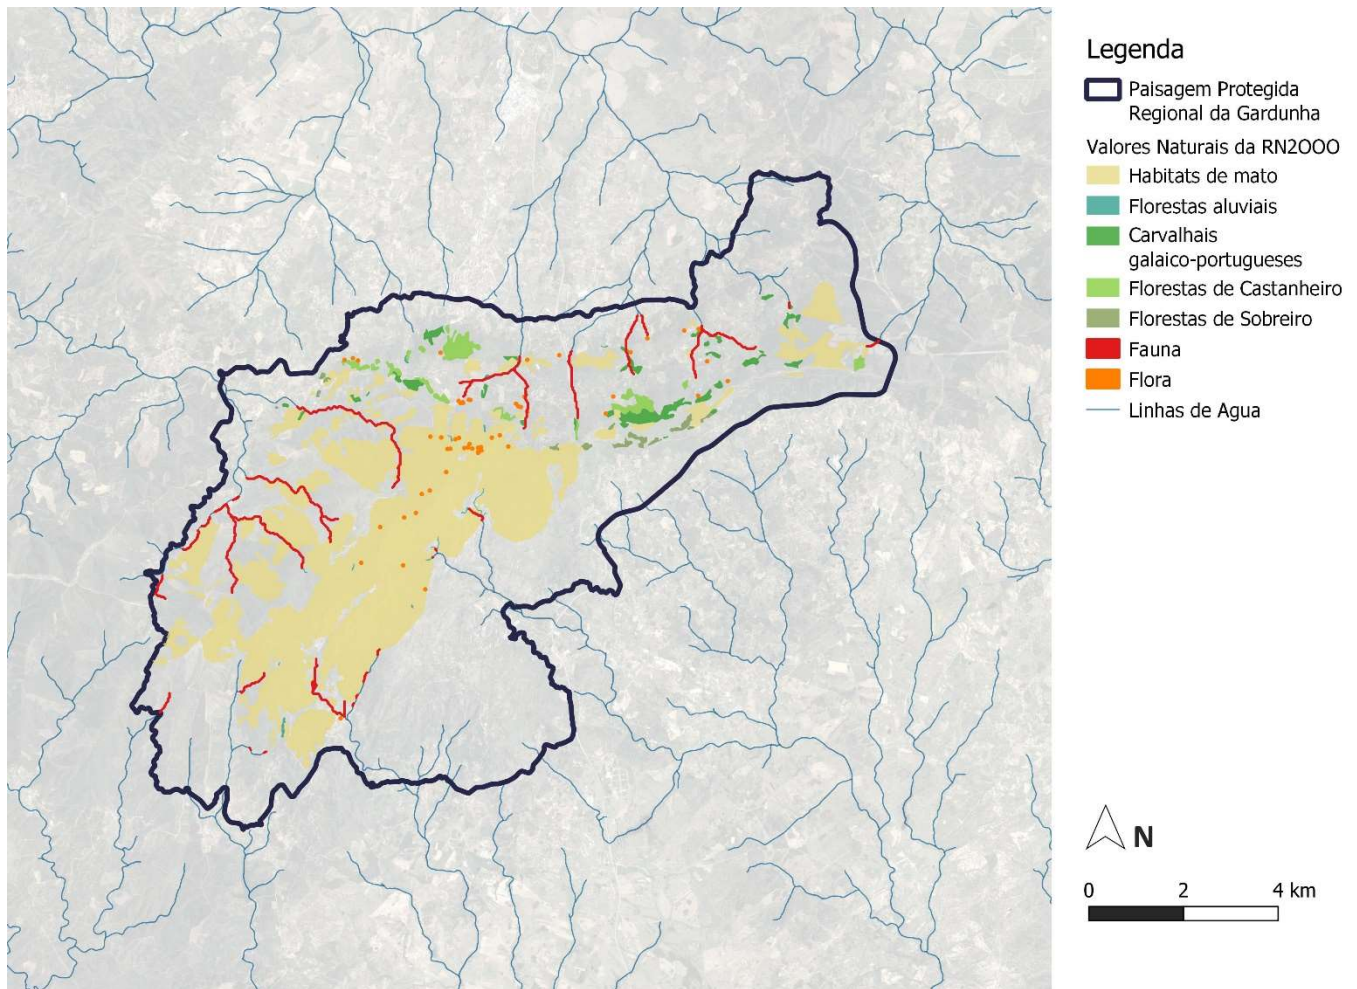 Legenda
Paisagem Protegida
Regional da Gardunha
Valores Naturais da RN2000
Habitats de mato
Florestas aluviais
Carvalhais
galaico-portugueses
Florestas de Castanheiro
Florestas de Sobreiro
Fauna
Flora
Linhas de Agua
N
0 2 4 km